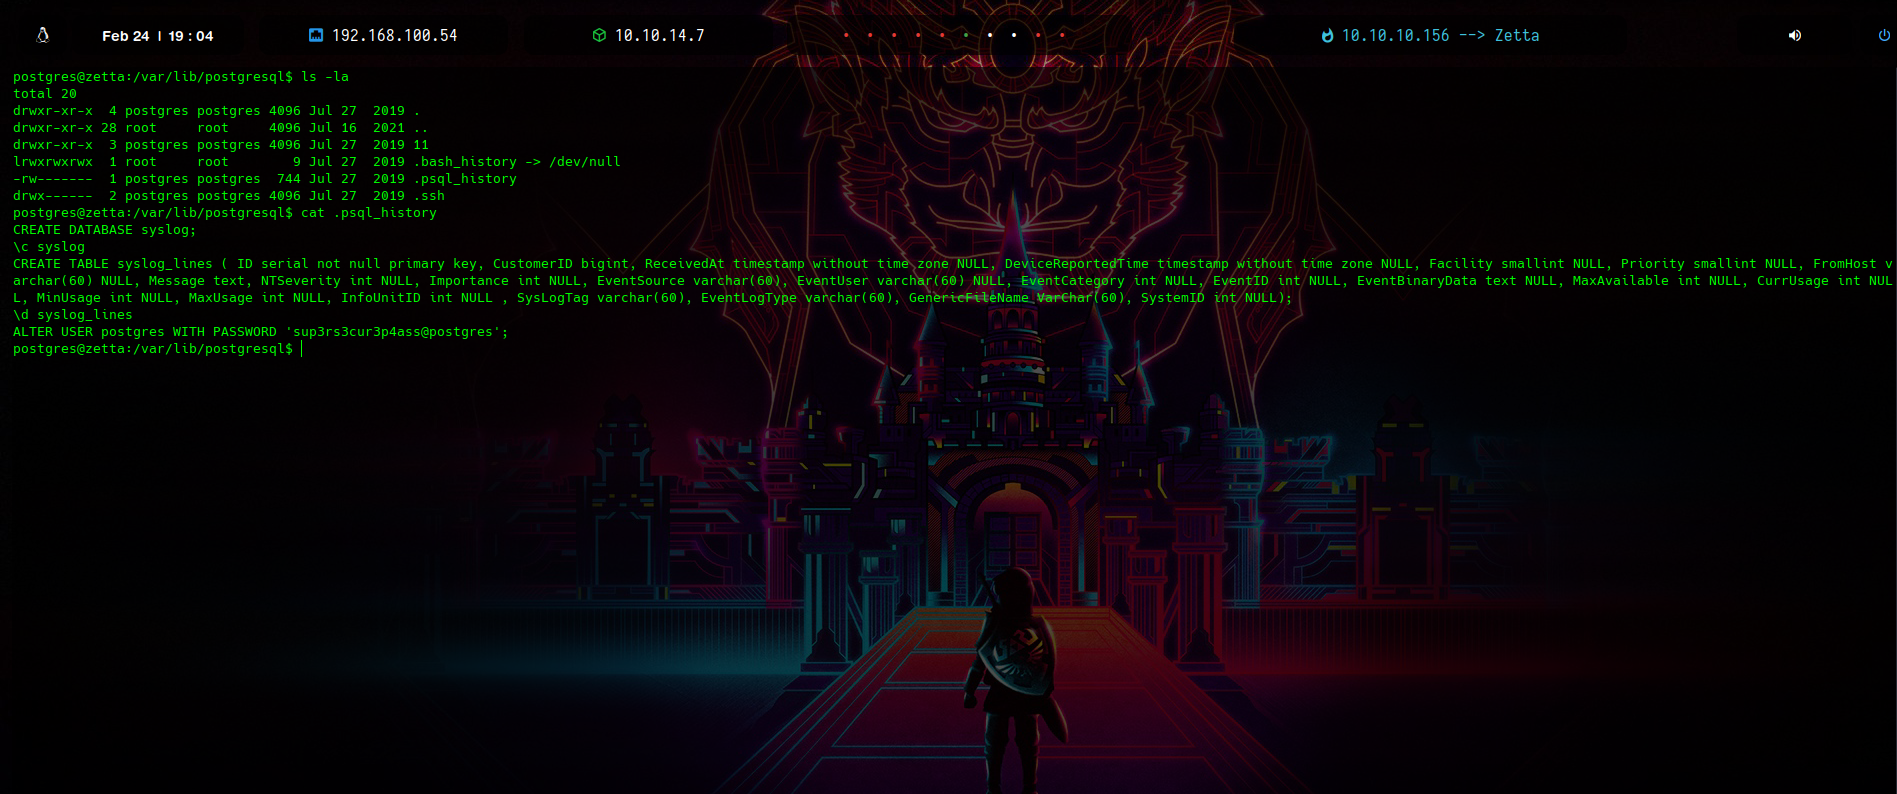 Feb 24 | 19 : 04 192.168.100.54 10.10.14.7 10.10.10.156 --> Zetta
postgres@zetta:/var/lib/postgresql$ ls -la
total 20
drwxr-xr-x  4 postgres postgres 4096 Jul 27  2019 .
drwxr-xr-x 28 root     root     4096 Jul 16  2021 ..
drwxr-xr-x  3 postgres postgres 4096 Jul 27  2019 11
lrwxrwxrwx  1 root     root        9 Jul 27  2019 .bash_history -> /dev/null
-rw-------  1 postgres postgres  744 Jul 27  2019 .psql_history
drwx------  2 postgres postgres 4096 Jul 27  2019 .ssh
postgres@zetta:/var/lib/postgresql$ cat .psql_history
CREATE DATABASE syslog;
\c syslog
CREATE TABLE syslog_lines ( ID serial not null primary key, CustomerID bigint, ReceivedAt timestamp without time zone NULL, DeviceReportedTime timestamp without time zone NULL, Facility smallint NULL, Priority smallint NULL, FromHost v
archar(60) NULL, Message text, NTSeverity int NULL, Importance int NULL, EventSource varchar(60), EventUser varchar(60) NULL, EventCategory int NULL, EventID int NULL, EventBinaryData text NULL, MaxAvailable int NULL, CurrUsage int NUL
L, MinUsage int NULL, MaxUsage int NULL, InfoUnitID int NULL , SysLogTag varchar(60), EventLogType varchar(60), GenericFileName VarChar(60), SystemID int NULL);
\d syslog_lines
ALTER USER postgres WITH PASSWORD 'sup3rs3cur3p4ass@postgres';
postgres@zetta:/var/lib/postgresql$